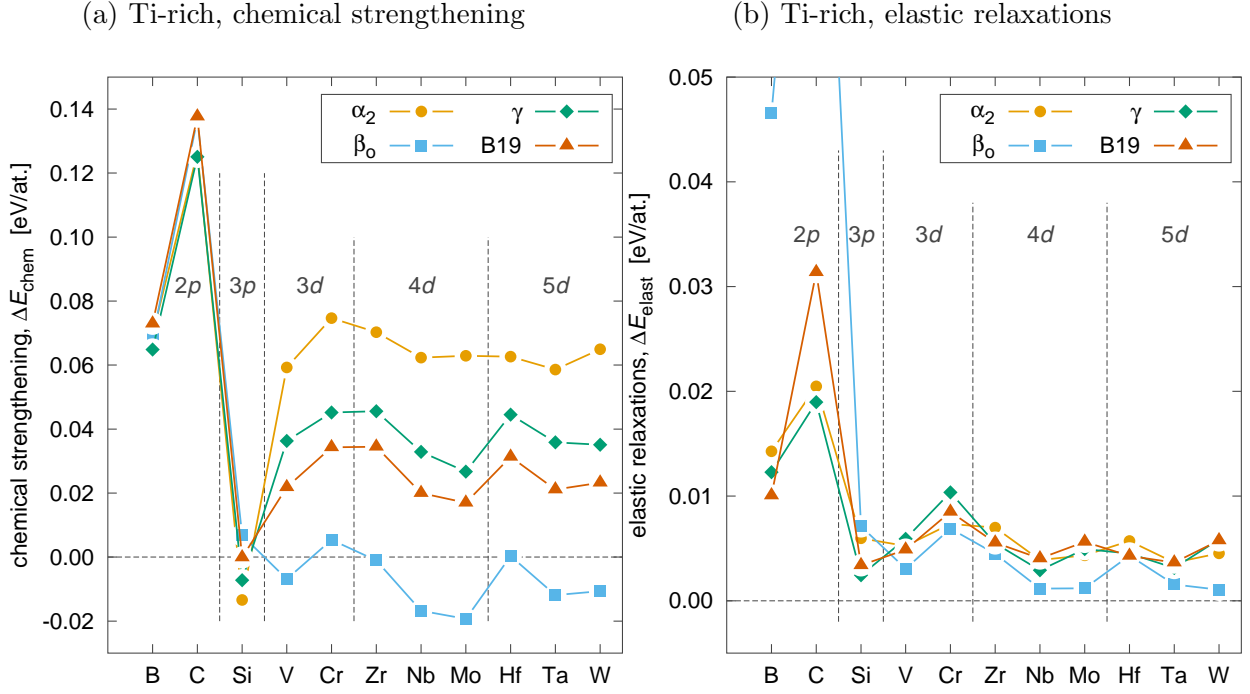 (a) Ti-rich, chemical strengthening
chemical strengthening, ΔE_chem [eV/at.]
0.14
0.12
0.10
0.08
0.06
0.04
0.02
0.00
-0.02
α₂
γ
βₒ
B19
2p
3p
3d
4d
5d
B C Si V Cr Zr Nb Mo Hf Ta W
(b) Ti-rich, elastic relaxations
elastic relaxations, ΔE_elast [eV/at.]
0.05
0.04
0.03
0.02
0.01
0.00
α₂
γ
βₒ
B19
2p
3p
3d
4d
5d
B C Si V Cr Zr Nb Mo Hf Ta W